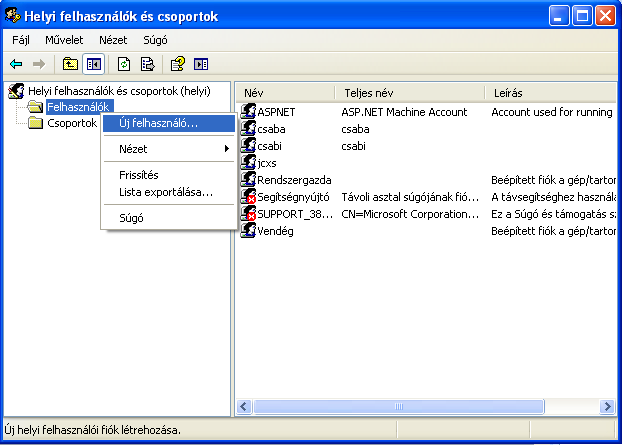 Helyi felhasználók és csoportok
Fájl Művelet Nézet Súgó
Helyi felhasználók és csoportok (helyi)
Felhasználók
Csoportok
Új felhasználó...
Nézet
Frissítés
Lista exportálása...
Súgó
Név Teljes név Leírás
ASPNET ASP.NET Machine Account Account used for running
csaba csaba
csabi csabi
jcxs
Rendszergazda Beépített fiók a gép/tartor
Segítségnyújtó Távoli asztal súgójának fió... A távsegítséghez használa
SUPPORT_38... CN=Microsoft Corporation... Ez a Súgó és támogatás s
Vendég Beépített fiók a gép/tartor
Új helyi felhasználói fiók létrehozása.